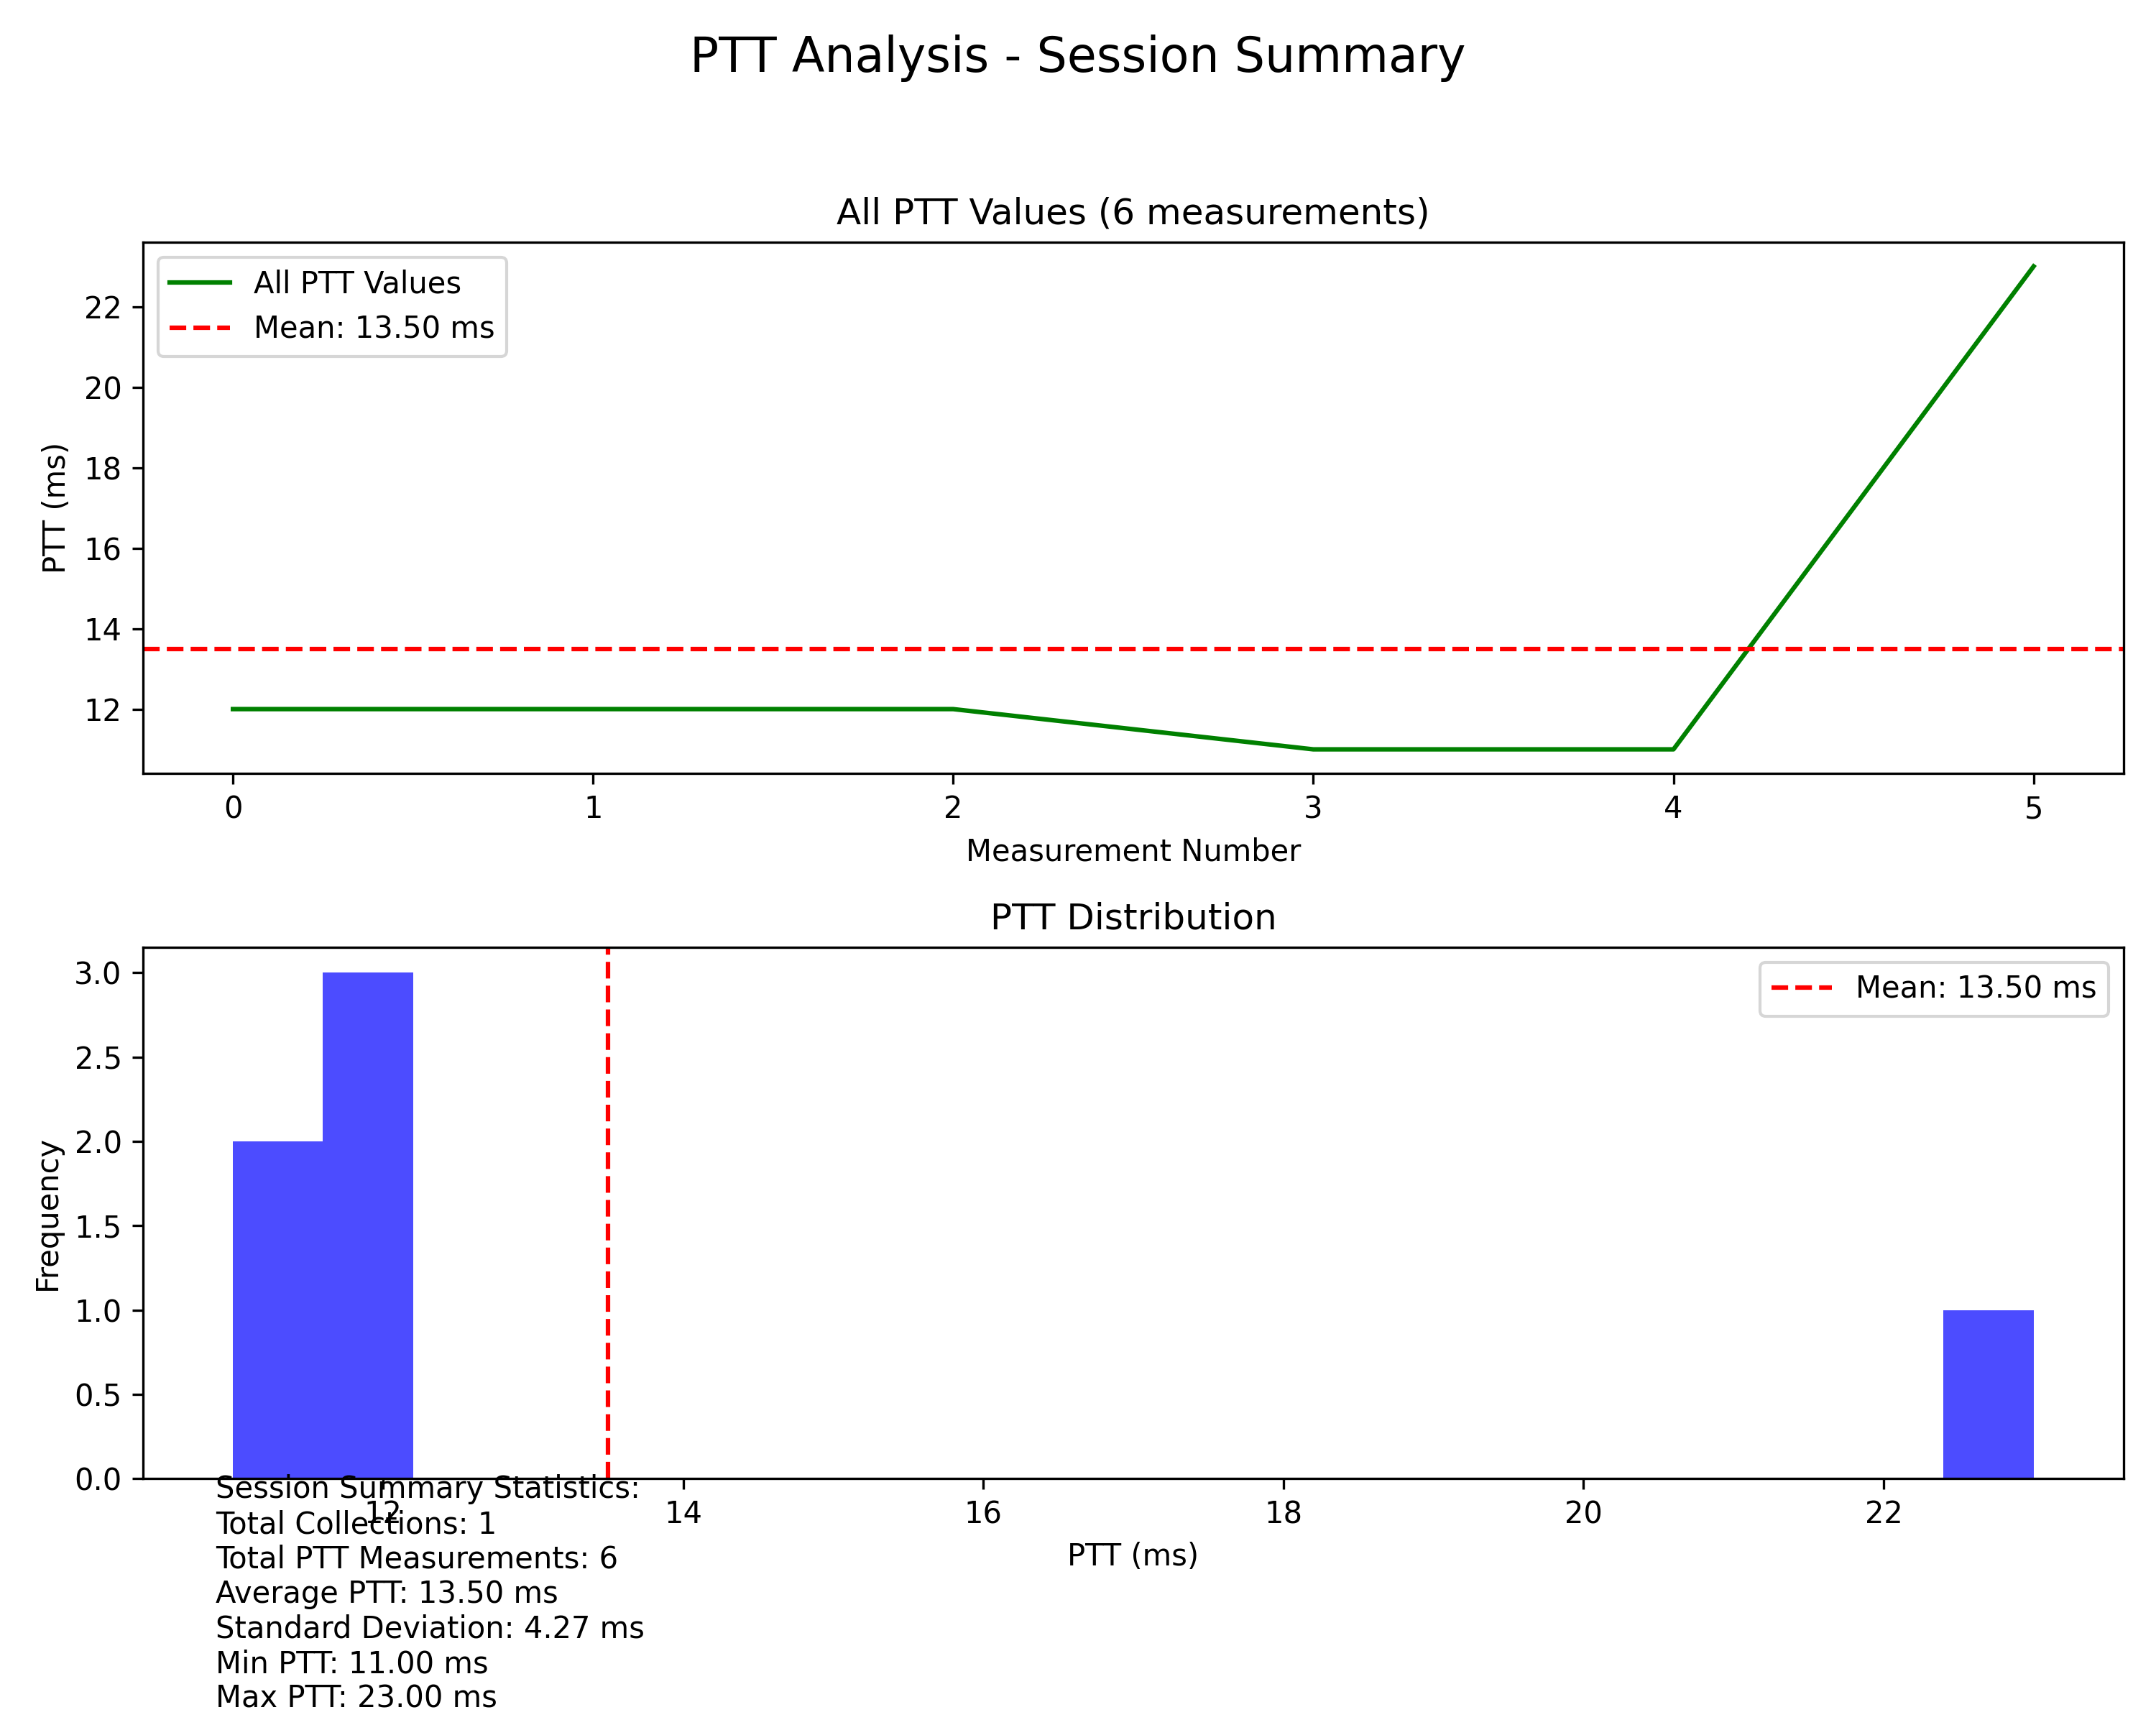 PTT Analysis - Session Summary
All PTT Values (6 measurements)
All PTT Values
Mean: 13.50 ms
22
20
18
16
14
12
PTT (ms)
0 1 2 3 4 5
Measurement Number
PTT Distribution
Mean: 13.50 ms
3.0
2.5
2.0
1.5
1.0
0.5
0.0
Frequency
12 14 16 18 20 22
PTT (ms)
Session Summary Statistics:
Total Collections: 1
Total PTT Measurements: 6
Average PTT: 13.50 ms
Standard Deviation: 4.27 ms
Min PTT: 11.00 ms
Max PTT: 23.00 ms